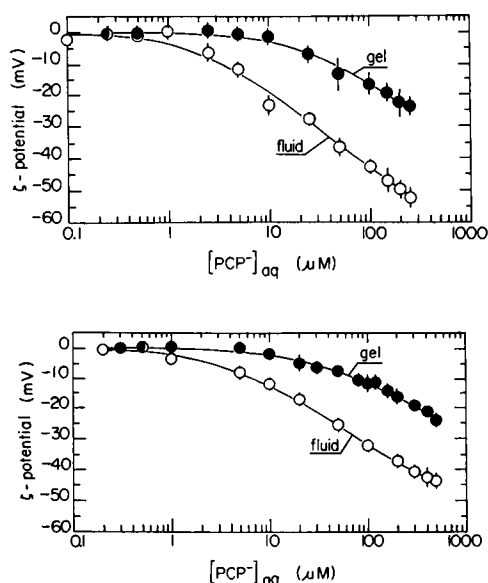 0
-10
-20
-30
-40
-50
-60
ζ - potential (mV)
gel
fluid
0.1 1 10 100 1000
[PCP⁻]aq (μM)
0
-10
-20
-30
-40
-50
-60
ζ - potential (mV)
gel
fluid
0.1 1 10 100 1000
[PCP⁻]aq (μM)